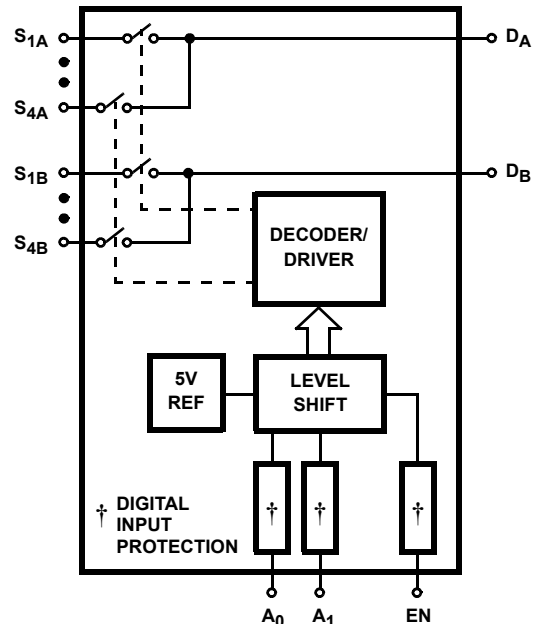 S1A
DA
S4A
S1B
DB
S4B
DECODER/
DRIVER
5V
REF
LEVEL
SHIFT
† DIGITAL
INPUT
PROTECTION
†
†
†
A0
A1
EN